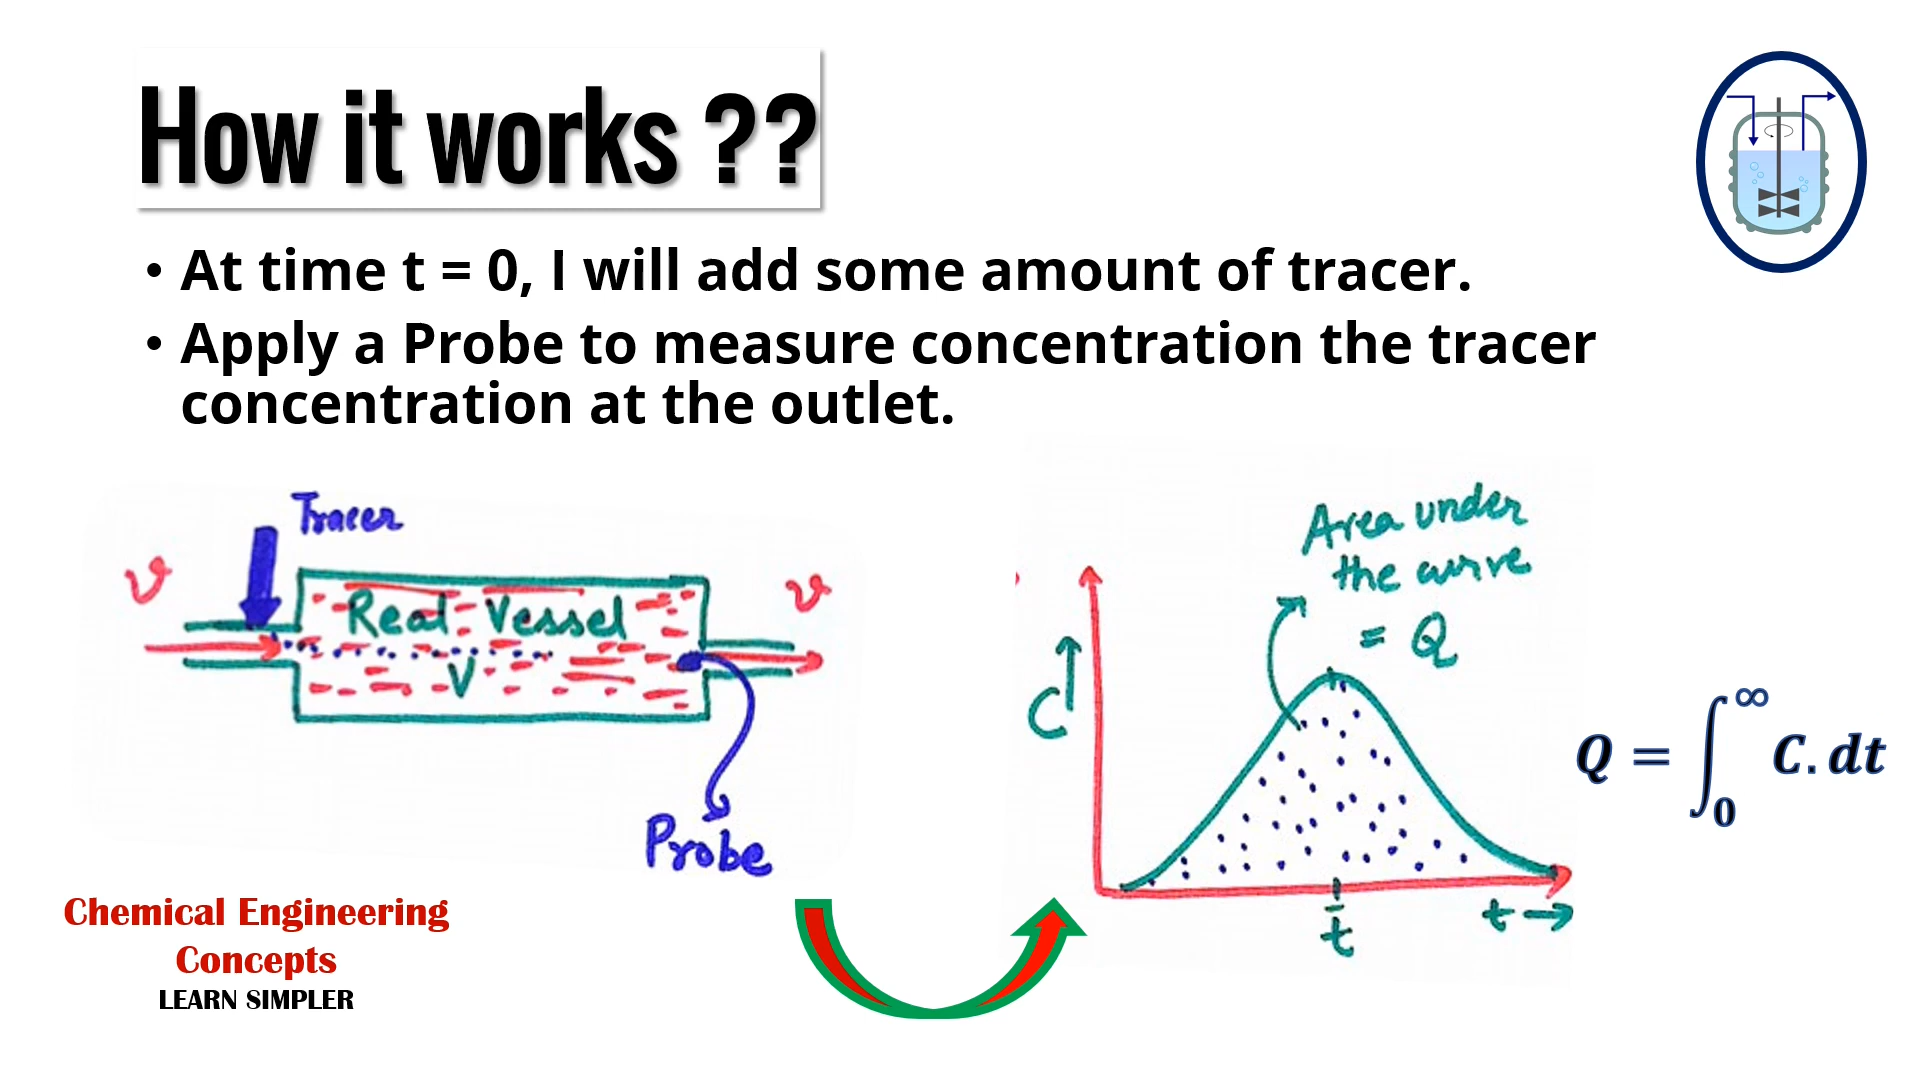 How it works ??
• At time t = 0, I will add some amount of tracer.
• Apply a Probe to measure concentration the tracer
concentration at the outlet.
Tracer
v
v
Real Vessel
V
Probe
Area under
the curve
= Q
C↑
t̄
t →
Q = ∫₀^∞ C. dt
Chemical Engineering
Concepts
LEARN SIMPLER